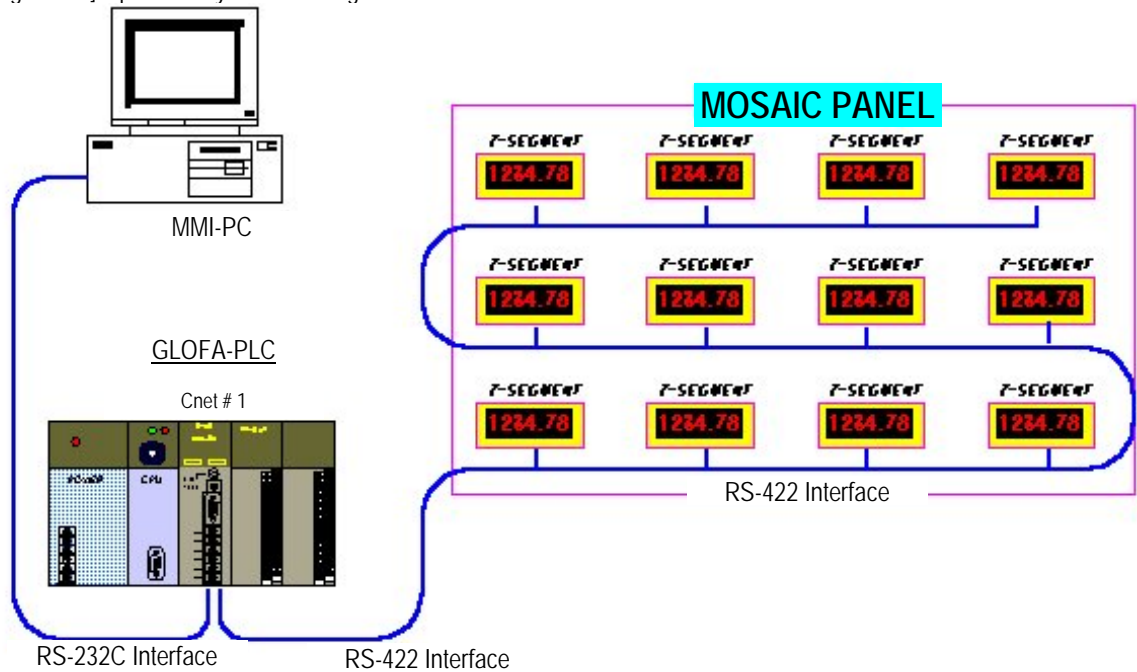 MOSAIC PANEL
7-SEGMENT 7-SEGMENT 7-SEGMENT 7-SEGMENT
1234.78 1234.78 1234.78 1234.78
MMI-PC
7-SEGMENT 7-SEGMENT 7-SEGMENT 7-SEGMENT
1234.78 1234.78 1234.78 1234.78
GLOFA-PLC
Cnet # 1
7-SEGMENT 7-SEGMENT 7-SEGMENT 7-SEGMENT
1234.78 1234.78 1234.78 1234.78
POWER CPU
RS-422 Interface
RS-232C Interface
RS-422 Interface